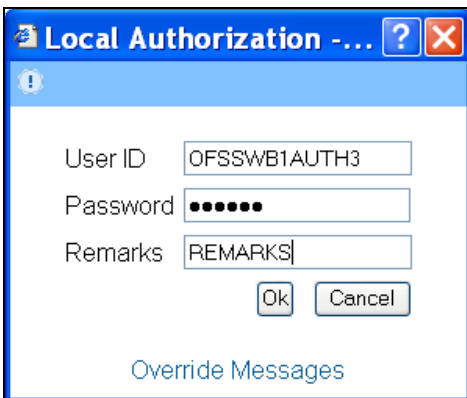 Local Authorization -...
User ID OFSSWB1AUTH3
Password ●●●●●●
Remarks REMARKS
Ok Cancel
Override Messages